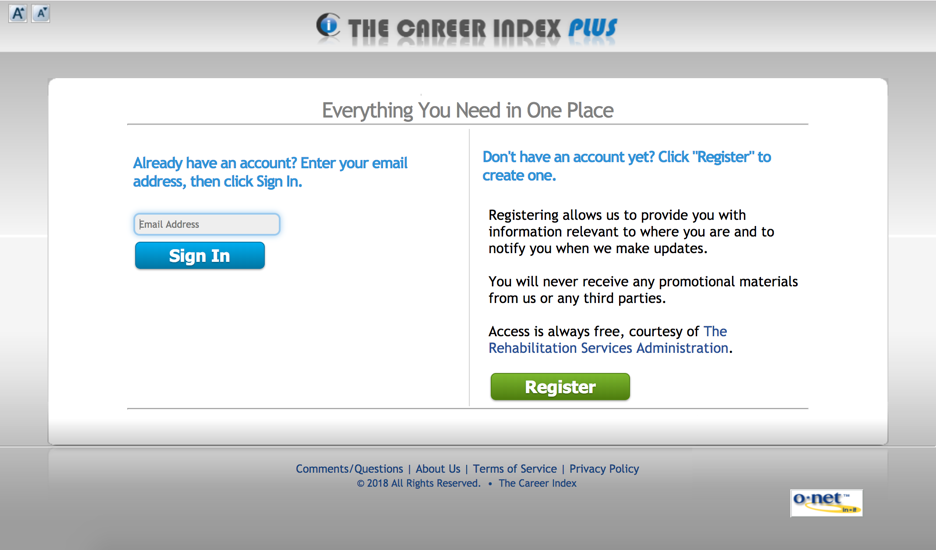 A A
THE CAREER INDEX PLUS
Everything You Need in One Place
Already have an account? Enter your email
address, then click Sign In.
Email Address
Sign In
Don't have an account yet? Click "Register" to
create one.
Registering allows us to provide you with
information relevant to where you are and to
notify you when we make updates.
You will never receive any promotional materials
from us or any third parties.
Access is always free, courtesy of The
Rehabilitation Services Administration.
Register
Comments/Questions | About Us | Terms of Service | Privacy Policy
© 2018 All Rights Reserved. • The Career Index
o·net™
in-it